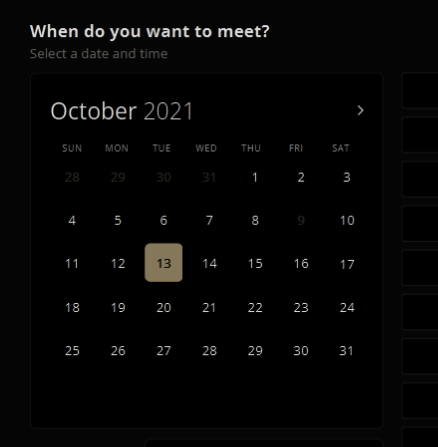 When do you want to meet?
Select a date and time
October 2021
SUN MON TUE WED THU FRI SAT
28 29 30 31 1 2 3
4 5 6 7 8 9 10
11 12 13 14 15 16 17
18 19 20 21 22 23 24
25 26 27 28 29 30 31